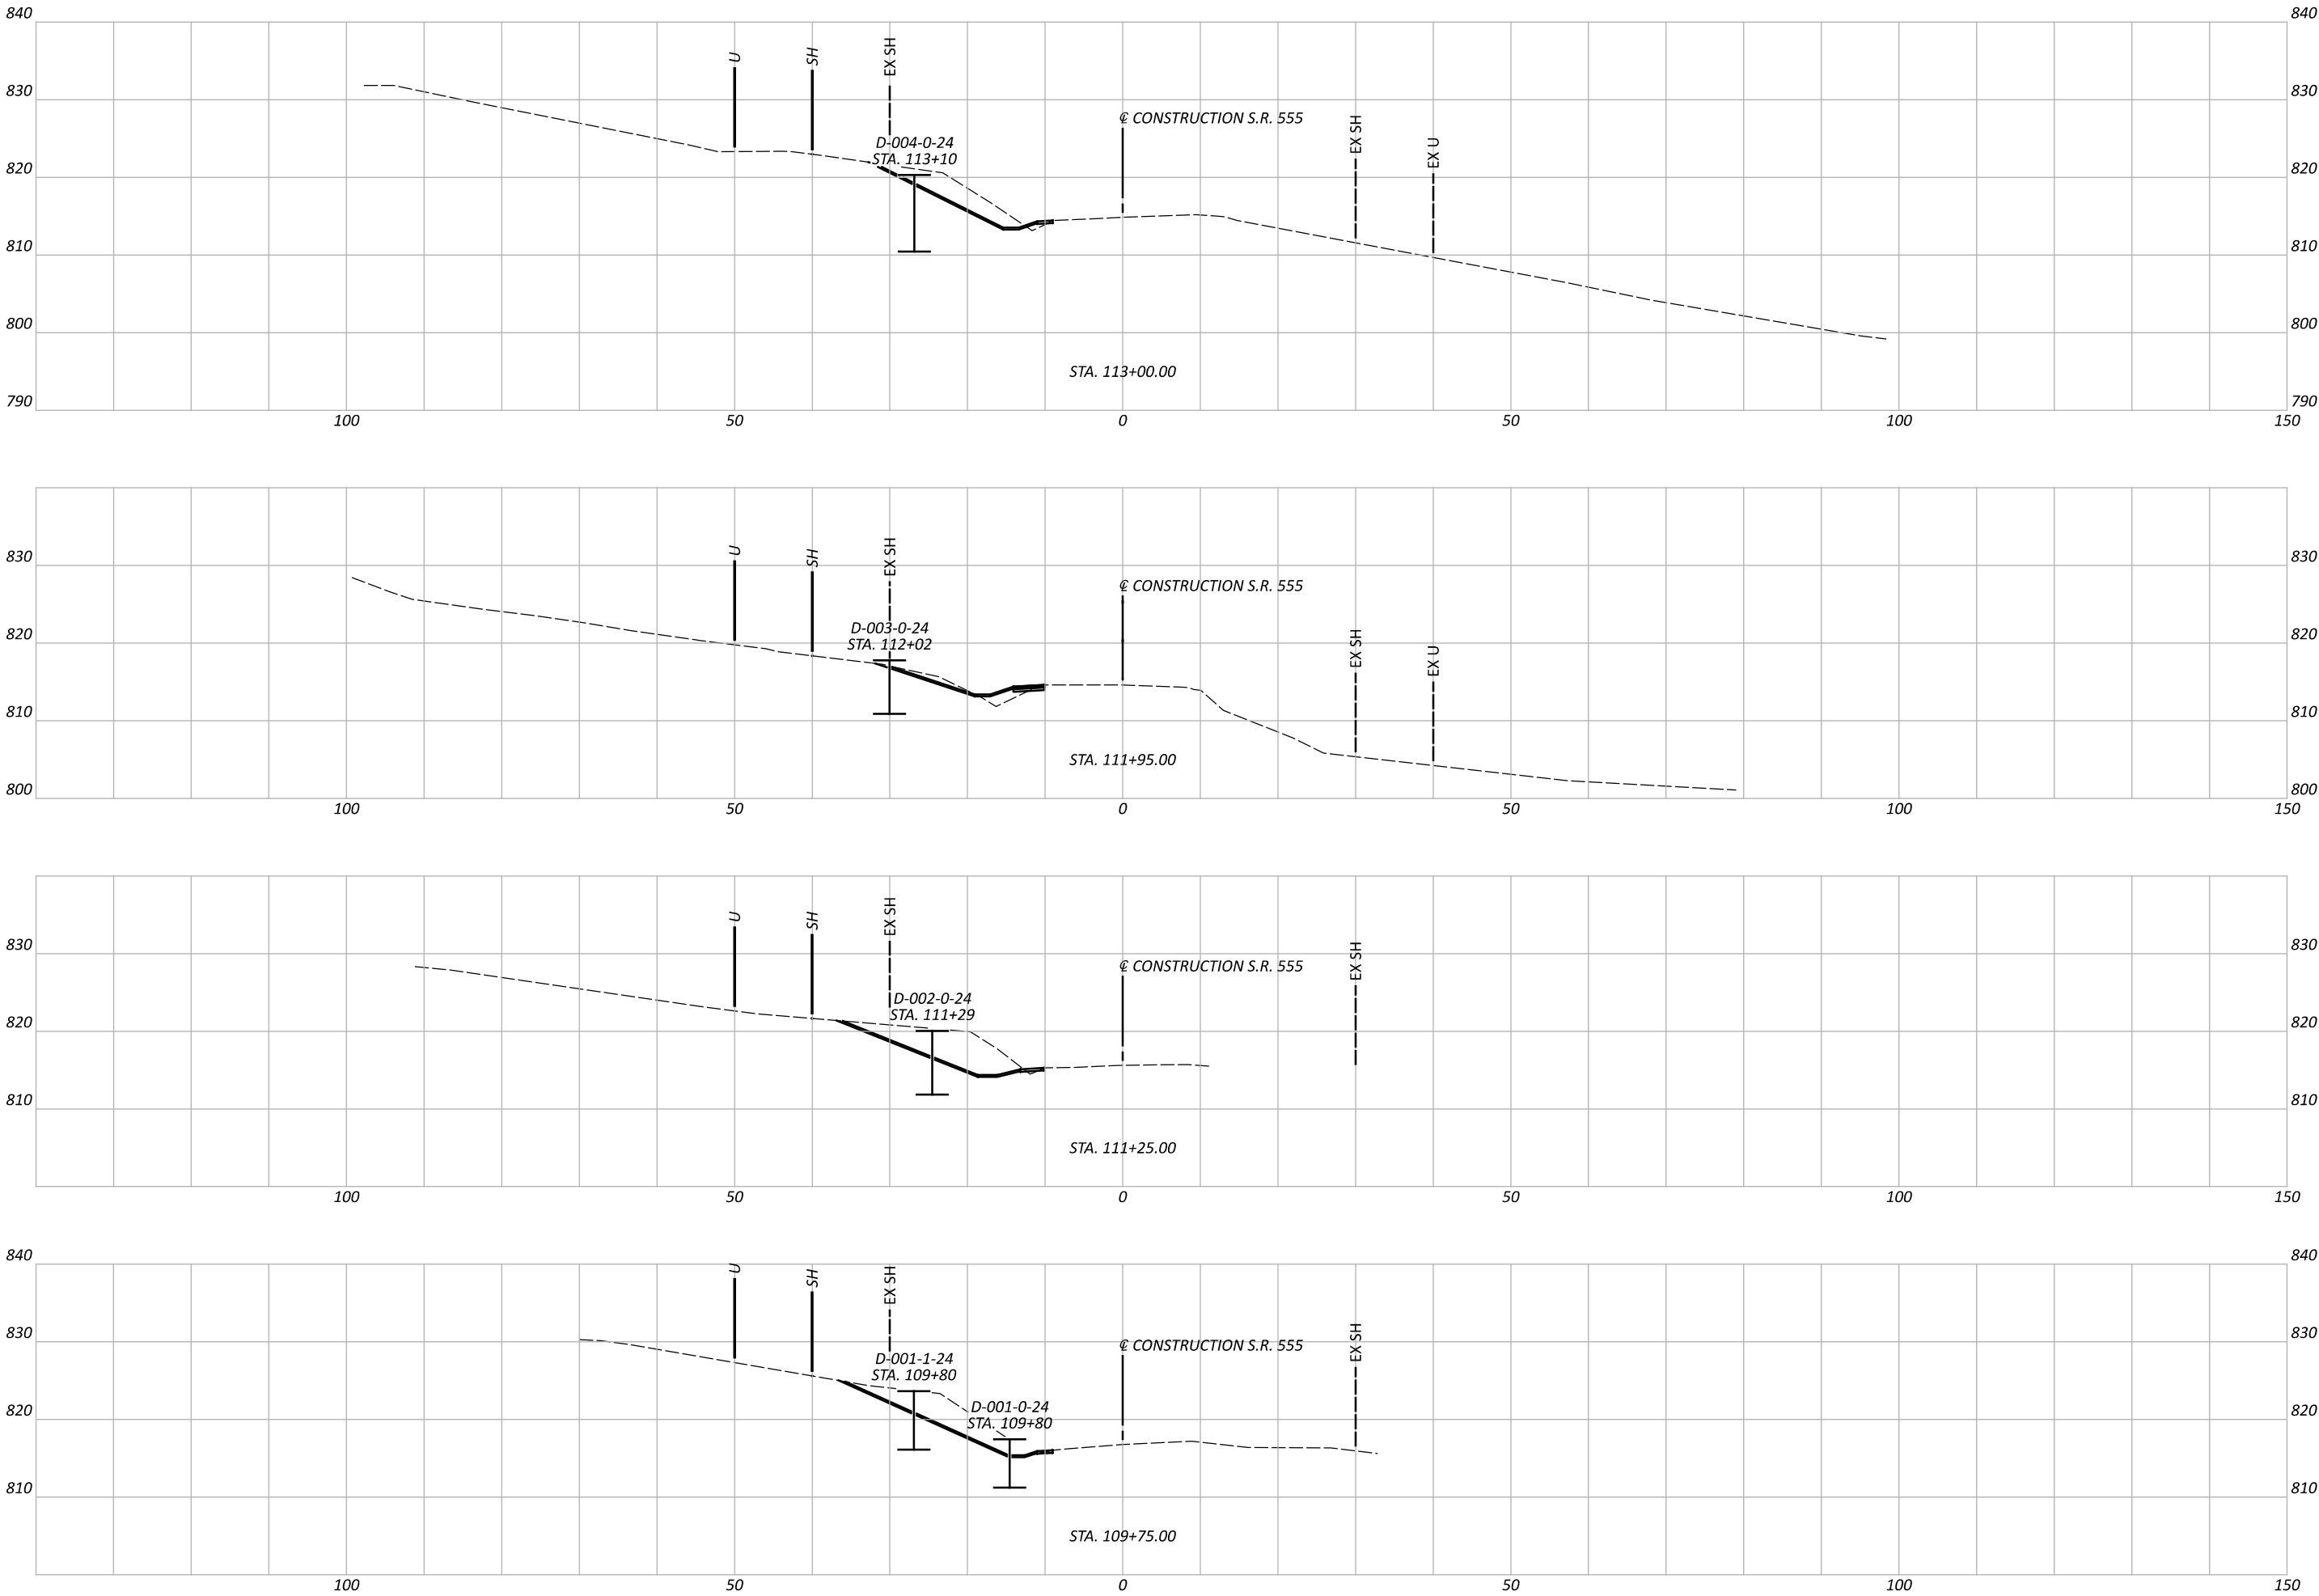 840 840
U SH EX SH
830 830
℄ CONSTRUCTION S.R. 555
EX SH EX U
D-004-0-24
STA. 113+10
820 820
810 810
800 800
STA. 113+00.00
790 790
100 50 0 50 100 150
830 830
U SH EX SH
℄ CONSTRUCTION S.R. 555
D-003-0-24
STA. 112+02
820 820
EX SH EX U
810 810
STA. 111+95.00
800 800
100 50 0 50 100 150
U SH EX SH
830 830
℄ CONSTRUCTION S.R. 555
EX SH
D-002-0-24
STA. 111+29
820 820
810 810
STA. 111+25.00
100 50 0 50 100 150
840 840
U SH EX SH
830 830
℄ CONSTRUCTION S.R. 555
EX SH
D-001-1-24
STA. 109+80
D-001-0-24
STA. 109+80
820 820
810 810
STA. 109+75.00
100 50 0 50 100 150